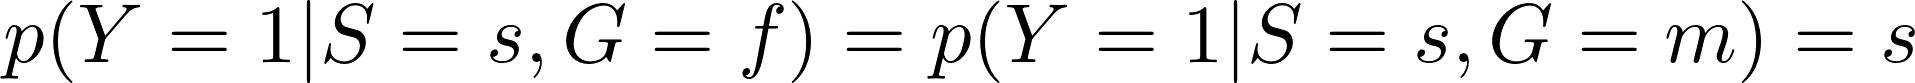 p(Y = 1|S = s, G = f) = p(Y = 1|S = s, G = m) = s